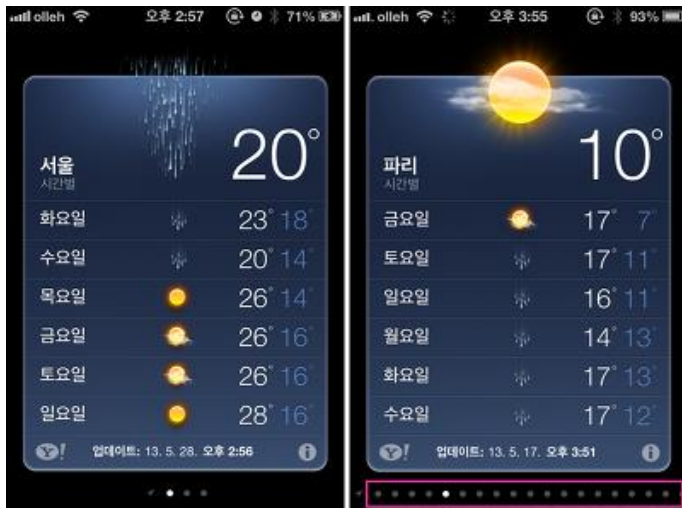 olleh 오후 2:57 71%
서울 20°
시간별
화요일 23° 18°
수요일 20° 14°
목요일 26° 14°
금요일 26° 16°
토요일 26° 16°
일요일 28° 16°
Y! 업데이트: 13. 5. 28. 오후 2:56
olleh 오후 3:55 93%
파리 10°
시간별
금요일 17° 7°
토요일 17° 11°
일요일 16° 11°
월요일 14° 13°
화요일 17° 13°
수요일 17° 12°
Y! 업데이트: 13. 5. 17. 오후 3:51